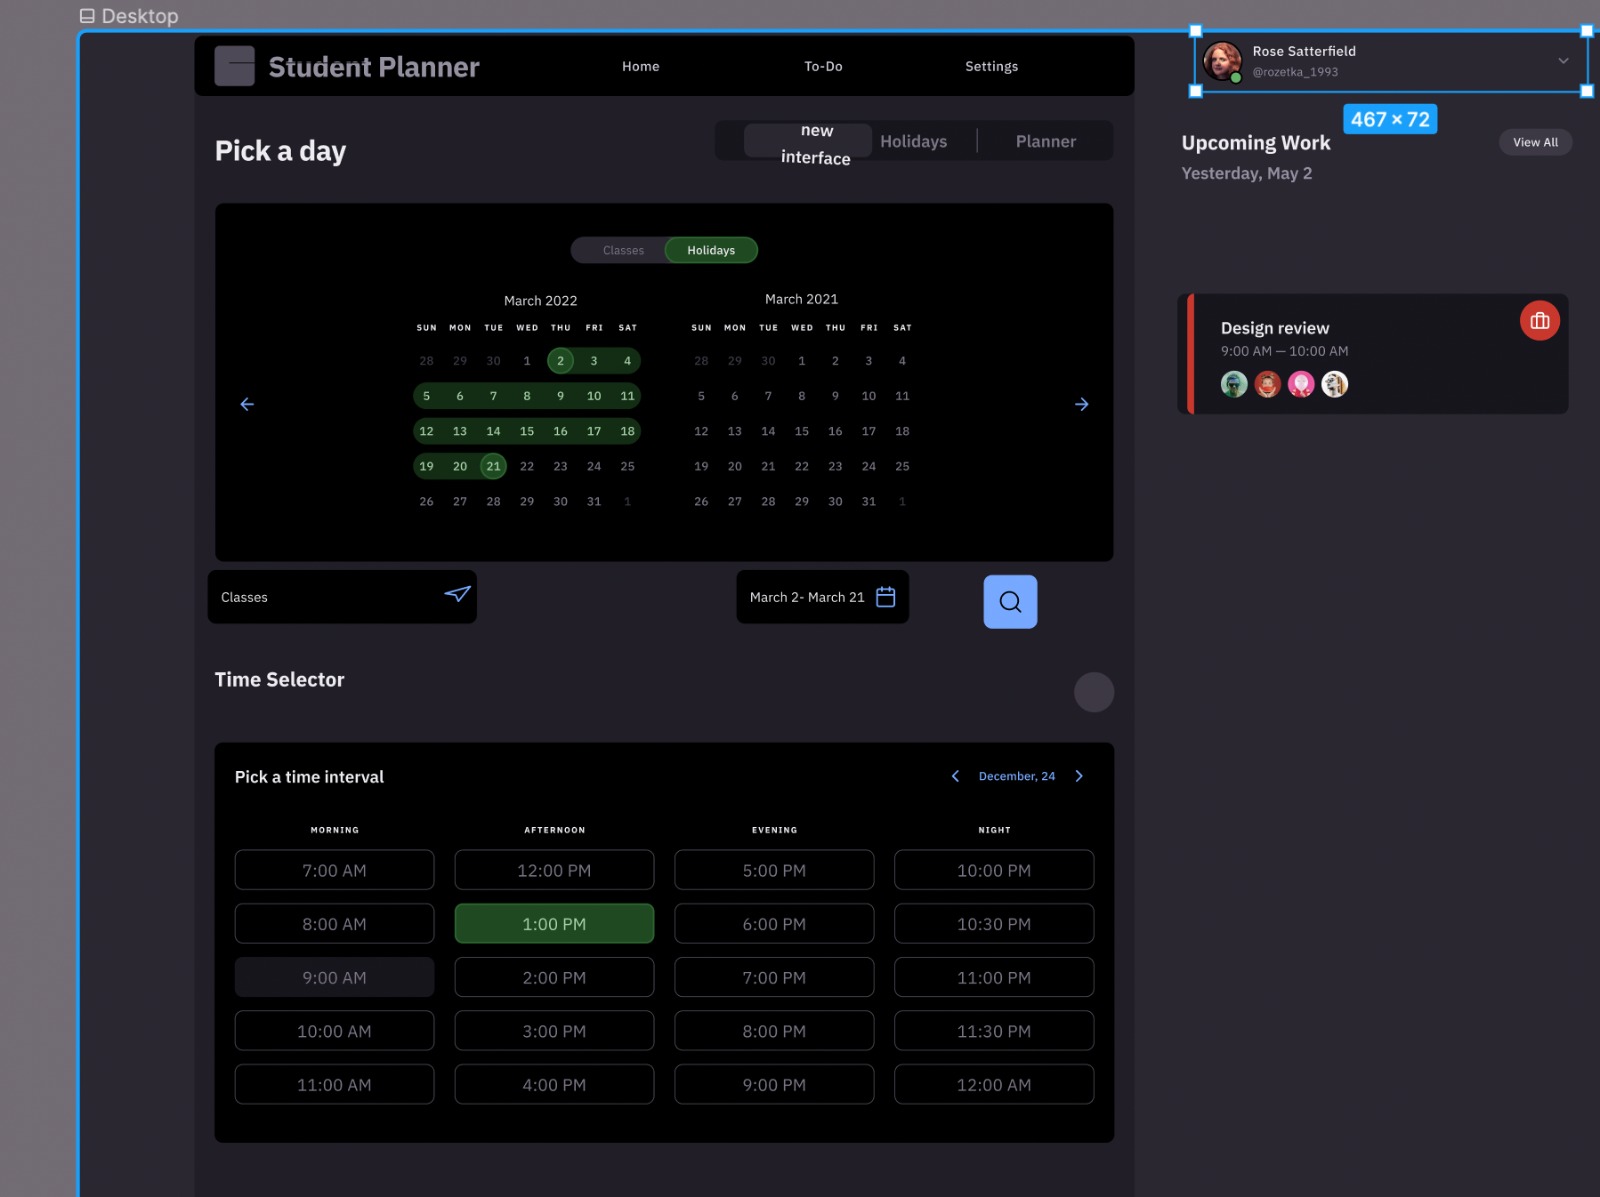 Desktop
Student Planner
Home To-Do Settings
Rose Satterfield
@rozetka_1993
467 × 72
Pick a day
new
interface
Holidays Planner
Upcoming Work
View All
Yesterday, May 2
Classes Holidays
March 2022
SUN MON TUE WED THU FRI SAT
28 29 30 1 2 3 4
5 6 7 8 9 10 11
12 13 14 15 16 17 18
19 20 21 22 23 24 25
26 27 28 29 30 31 1
March 2021
SUN MON TUE WED THU FRI SAT
28 29 30 1 2 3 4
5 6 7 8 9 10 11
12 13 14 15 16 17 18
19 20 21 22 23 24 25
26 27 28 29 30 31 1
Design review
9:00 AM — 10:00 AM
Classes
March 2- March 21
Time Selector
Pick a time interval
December, 24
MORNING AFTERNOON EVENING NIGHT
7:00 AM 12:00 PM 5:00 PM 10:00 PM
8:00 AM 1:00 PM 6:00 PM 10:30 PM
9:00 AM 2:00 PM 7:00 PM 11:00 PM
10:00 AM 3:00 PM 8:00 PM 11:30 PM
11:00 AM 4:00 PM 9:00 PM 12:00 AM